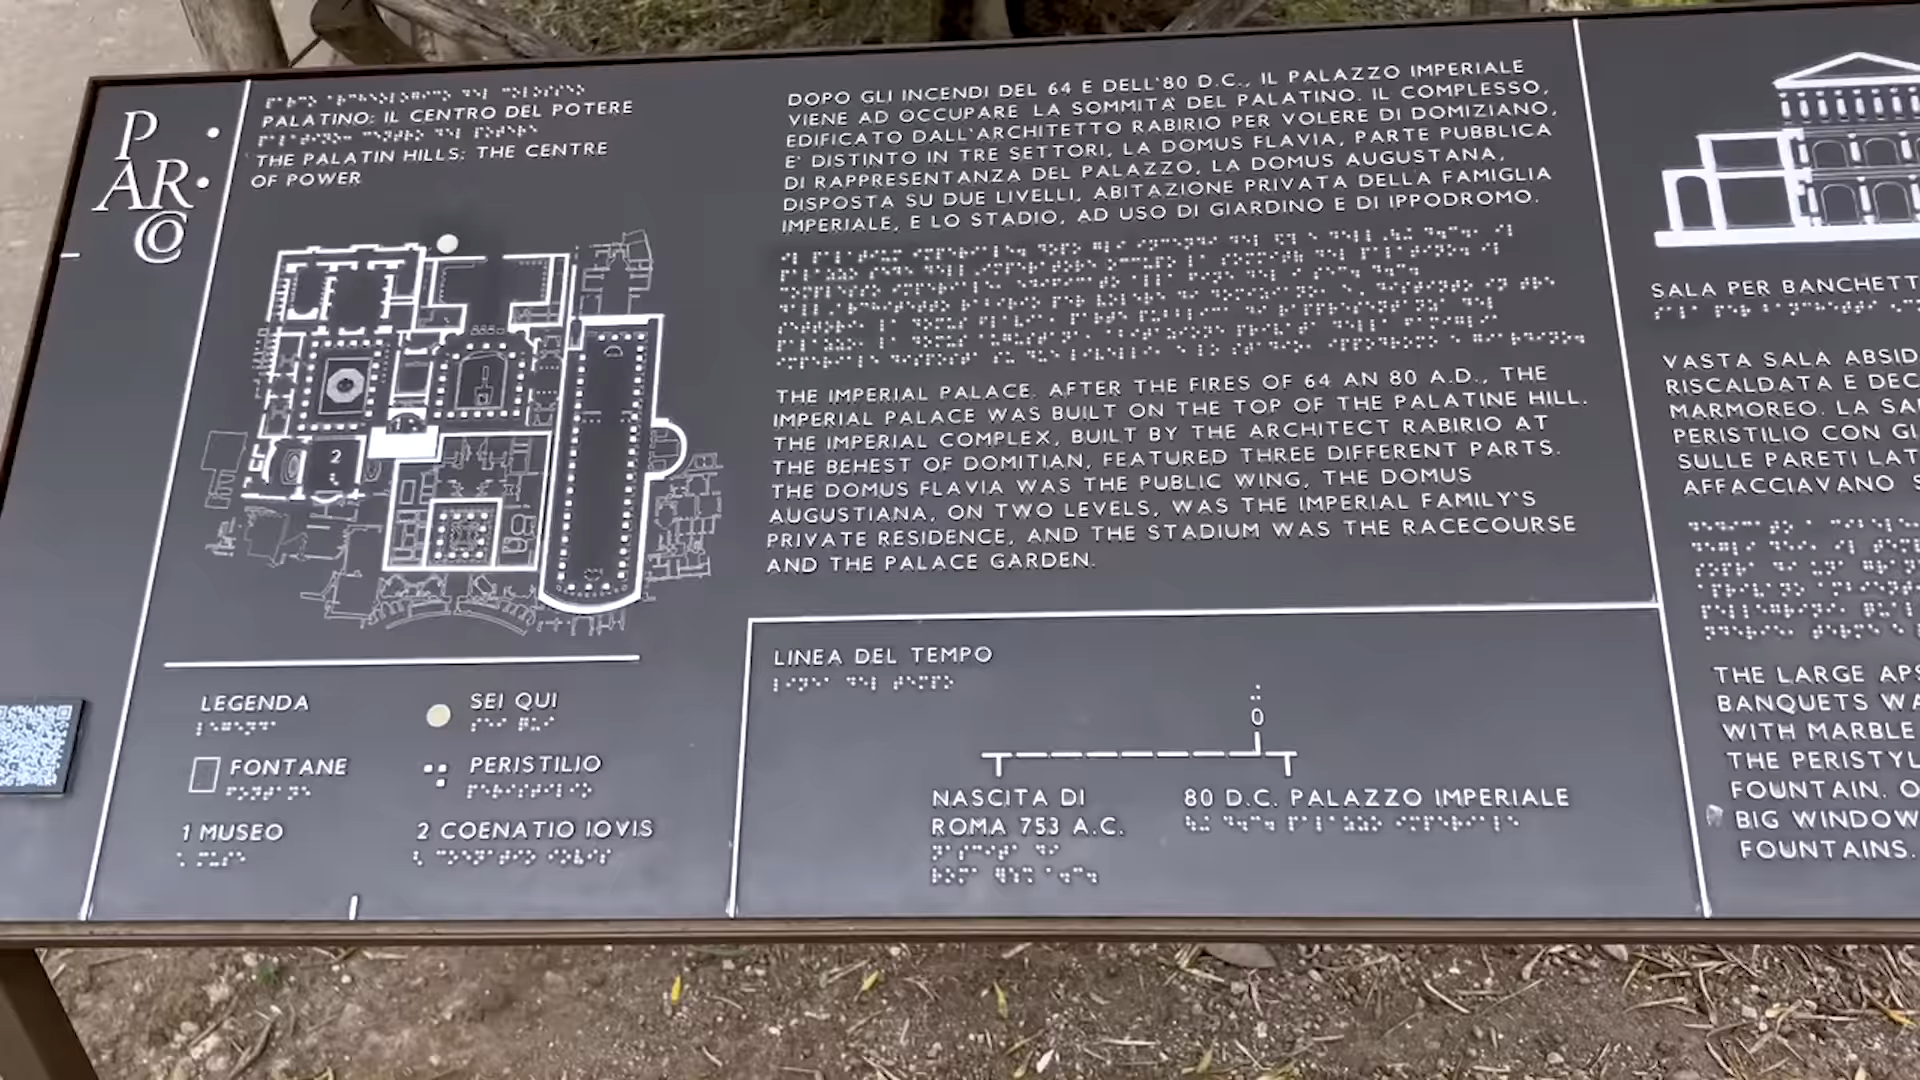 PARCO
PALATINO: IL CENTRO DEL POTERE
THE PALATIN HILLS: THE CENTRE
OF POWER
2
1
LEGENDA
SEI QUI
FONTANE
PERISTILIO
1 MUSEO
2 COENATIO IOVIS
DOPO GLI INCENDI DEL 64 E DELL'80 D.C., IL PALAZZO IMPERIALE
VIENE AD OCCUPARE LA SOMMITA' DEL PALATINO. IL COMPLESSO,
EDIFICATO DALL'ARCHITETTO RABIRIO PER VOLERE DI DOMIZIANO,
E' DISTINTO IN TRE SETTORI, LA DOMUS FLAVIA, PARTE PUBBLICA
DI RAPPRESENTANZA DEL PALAZZO, LA DOMUS AUGUSTANA,
DISPOSTA SU DUE LIVELLI, ABITAZIONE PRIVATA DELLA FAMIGLIA
IMPERIALE, E LO STADIO, AD USO DI GIARDINO E DI IPPODROMO.
THE IMPERIAL PALACE. AFTER THE FIRES OF 64 AN 80 A.D., THE
IMPERIAL PALACE WAS BUILT ON THE TOP OF THE PALATINE HILL.
THE IMPERIAL COMPLEX, BUILT BY THE ARCHITECT RABIRIO AT
THE BEHEST OF DOMITIAN, FEATURED THREE DIFFERENT PARTS.
THE DOMUS FLAVIA WAS THE PUBLIC WING, THE DOMUS
AUGUSTIANA, ON TWO LEVELS, WAS THE IMPERIAL FAMILY'S
PRIVATE RESIDENCE, AND THE STADIUM WAS THE RACECOURSE
AND THE PALACE GARDEN.
LINEA DEL TEMPO
0
NASCITA DI
ROMA 753 A.C.
80 D.C. PALAZZO IMPERIALE
SALA PER BANCHETT
VASTA SALA ABSID
RISCALDATA E DEC
MARMOREO. LA SA
PERISTILIO CON GI
SULLE PARETI LAT
AFFACCIAVANO S
THE LARGE APS
BANQUETS WA
WITH MARBLE
THE PERISTYL
FOUNTAIN. O
BIG WINDOW
FOUNTAINS.